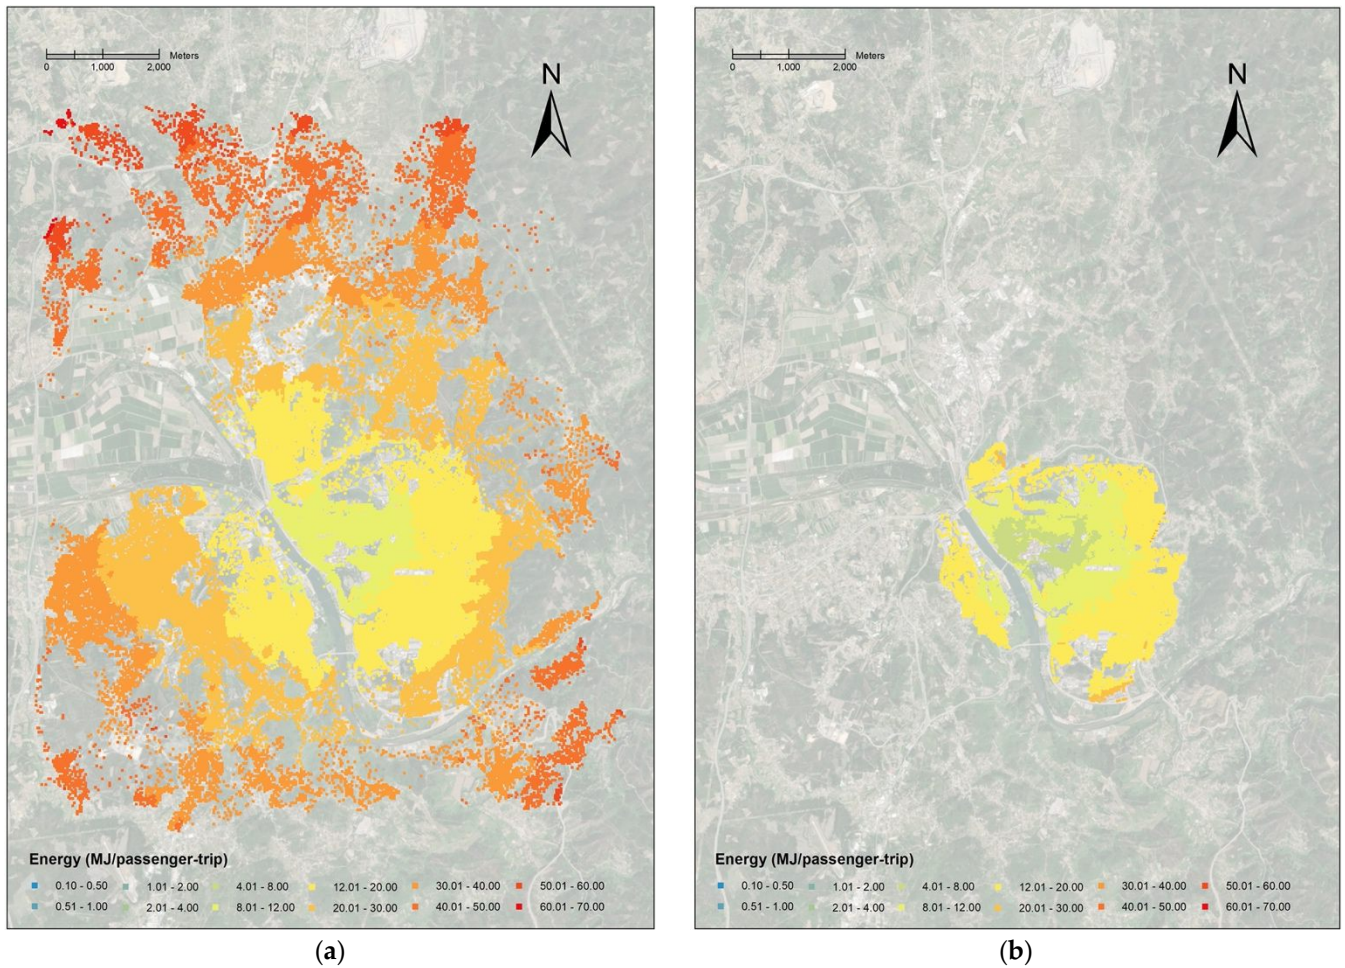 Meters
0 1,000 2,000
N
Energy (MJ/passenger-trip)
0.10 - 0.50 1.01 - 2.00 4.01 - 8.00 12.01 - 20.00 30.01 - 40.00 50.01 - 60.00
0.51 - 1.00 2.01 - 4.00 8.01 - 12.00 20.01 - 30.00 40.01 - 50.00 60.01 - 70.00
(a)
Meters
0 1,000 2,000
N
Energy (MJ/passenger-trip)
0.10 - 0.50 1.01 - 2.00 4.01 - 8.00 12.01 - 20.00 30.01 - 40.00 50.01 - 60.00
0.51 - 1.00 2.01 - 4.00 8.01 - 12.00 20.01 - 30.00 40.01 - 50.00 60.01 - 70.00
(b)